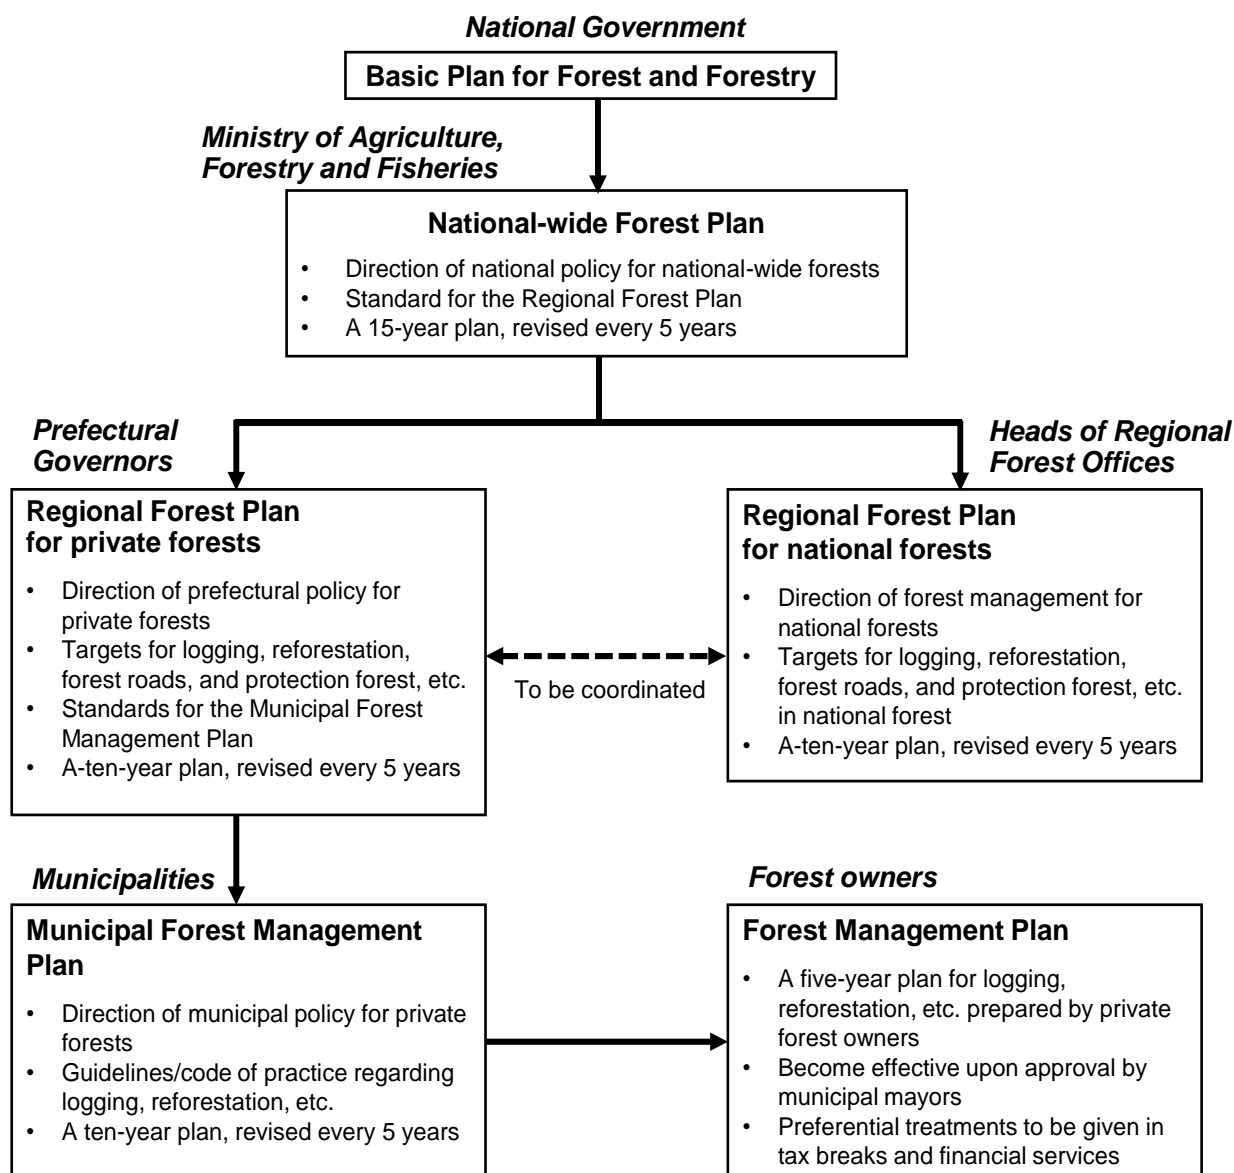 National Government
Basic Plan for Forest and Forestry
Ministry of Agriculture,
Forestry and Fisheries
National-wide Forest Plan
• Direction of national policy for national-wide forests
• Standard for the Regional Forest Plan
• A 15-year plan, revised every 5 years
Prefectural
Governors
Heads of Regional
Forest Offices
Regional Forest Plan
for private forests
• Direction of prefectural policy for
private forests
• Targets for logging, reforestation,
forest roads, and protection forest, etc.
• Standards for the Municipal Forest
Management Plan
• A-ten-year plan, revised every 5 years
To be coordinated
Regional Forest Plan
for national forests
• Direction of forest management for
national forests
• Targets for logging, reforestation,
forest roads, and protection forest, etc.
in national forest
• A-ten-year plan, revised every 5 years
Municipalities
Municipal Forest Management
Plan
• Direction of municipal policy for private
forests
• Guidelines/code of practice regarding
logging, reforestation, etc.
• A ten-year plan, revised every 5 years
Forest owners
Forest Management Plan
• A five-year plan for logging,
reforestation, etc. prepared by private
forest owners
• Become effective upon approval by
municipal mayors
• Preferential treatments to be given in
tax breaks and financial services